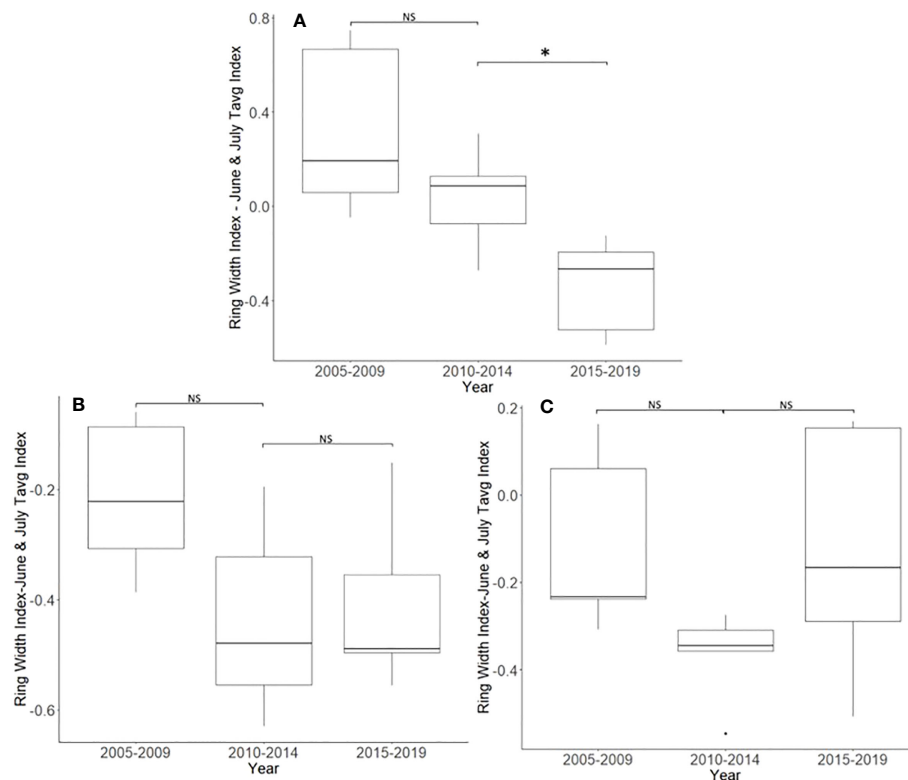 A
0.8
0.4
0.0
-0.4
Ring Width Index - June & July Tavg Index
NS
*
2005-2009
2010-2014
2015-2019
Year
B
-0.2
-0.4
-0.6
Ring Width Index-June & July Tavg Index
NS
NS
2005-2009
2010-2014
2015-2019
Year
C
0.2
0.0
-0.2
-0.4
Ring Width Index-June & July Tavg Index
NS
NS
2005-2009
2010-2014
2015-2019
Year